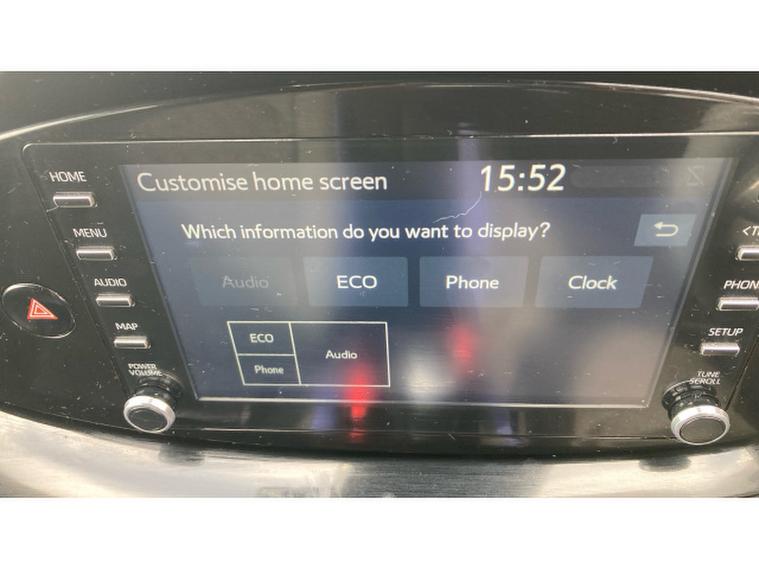 HOME
MENU
AUDIO
MAP
POWER
VOLUME
Customise home screen 15:52
Which information do you want to display?
Audio ECO Phone Clock
ECO
Phone
Audio
PHON
SETUP
TUNE
SCROLL